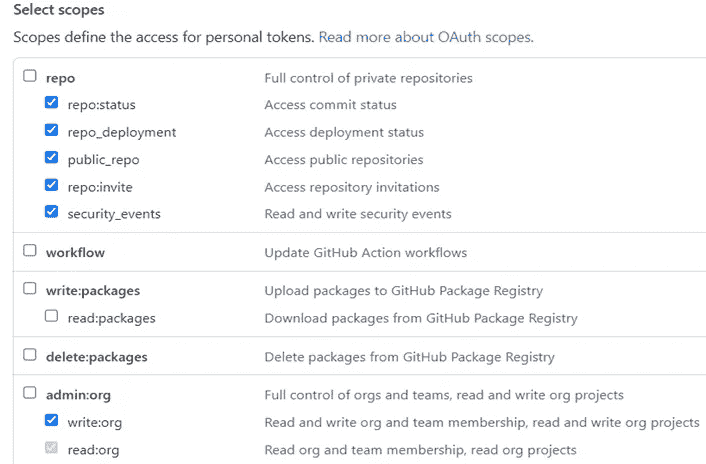 Select scopes
Scopes define the access for personal tokens. Read more about OAuth scopes.
repo Full control of private repositories
repo:status Access commit status
repo_deployment Access deployment status
public_repo Access public repositories
repo:invite Access repository invitations
security_events Read and write security events
workflow Update GitHub Action workflows
write:packages Upload packages to GitHub Package Registry
read:packages Download packages from GitHub Package Registry
delete:packages Delete packages from GitHub Package Registry
admin:org Full control of orgs and teams, read and write org projects
write:org Read and write org and team membership, read and write org projects
read:org Read org and team membership, read org projects